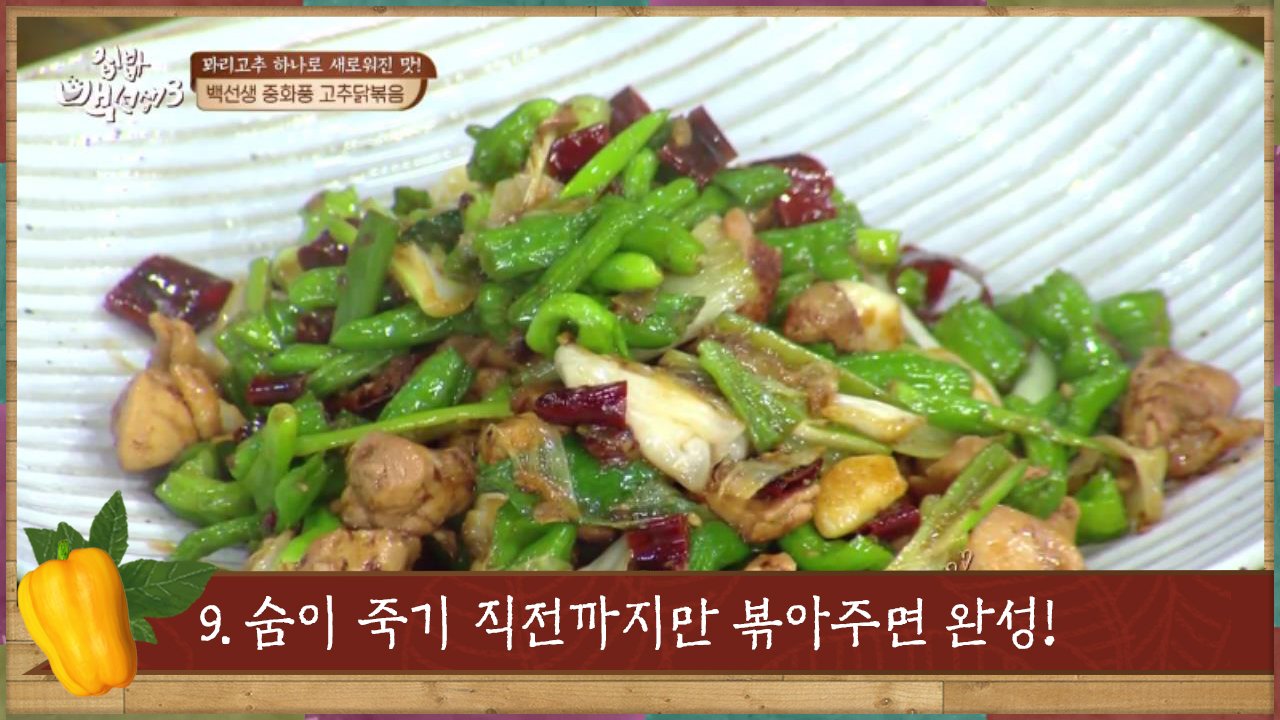 집밥
백선생3
꽈리고추 하나로 새로워진 맛!
백선생 중화풍 고추닭볶음
9. 숨이 죽기 직전까지만 볶아주면 완성!